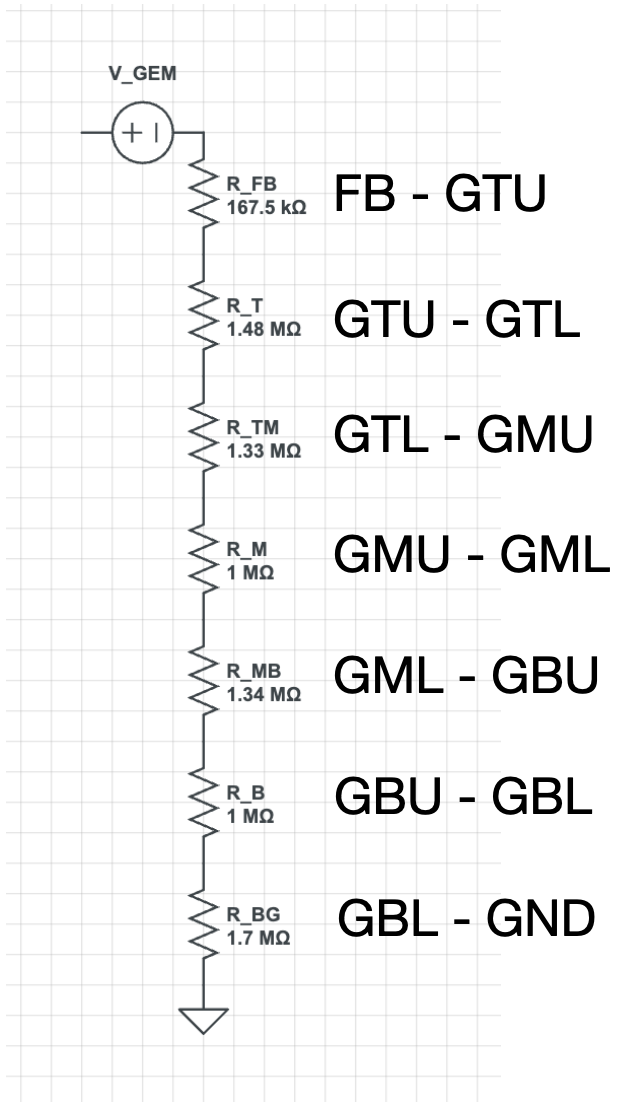 V_GEM
+ –
R_FB
167.5 kΩ
FB - GTU
R_T
1.48 MΩ
GTU - GTL
R_TM
1.33 MΩ
GTL - GMU
R_M
1 MΩ
GMU - GML
R_MB
1.34 MΩ
GML - GBU
R_B
1 MΩ
GBU - GBL
R_BG
1.7 MΩ
GBL - GND